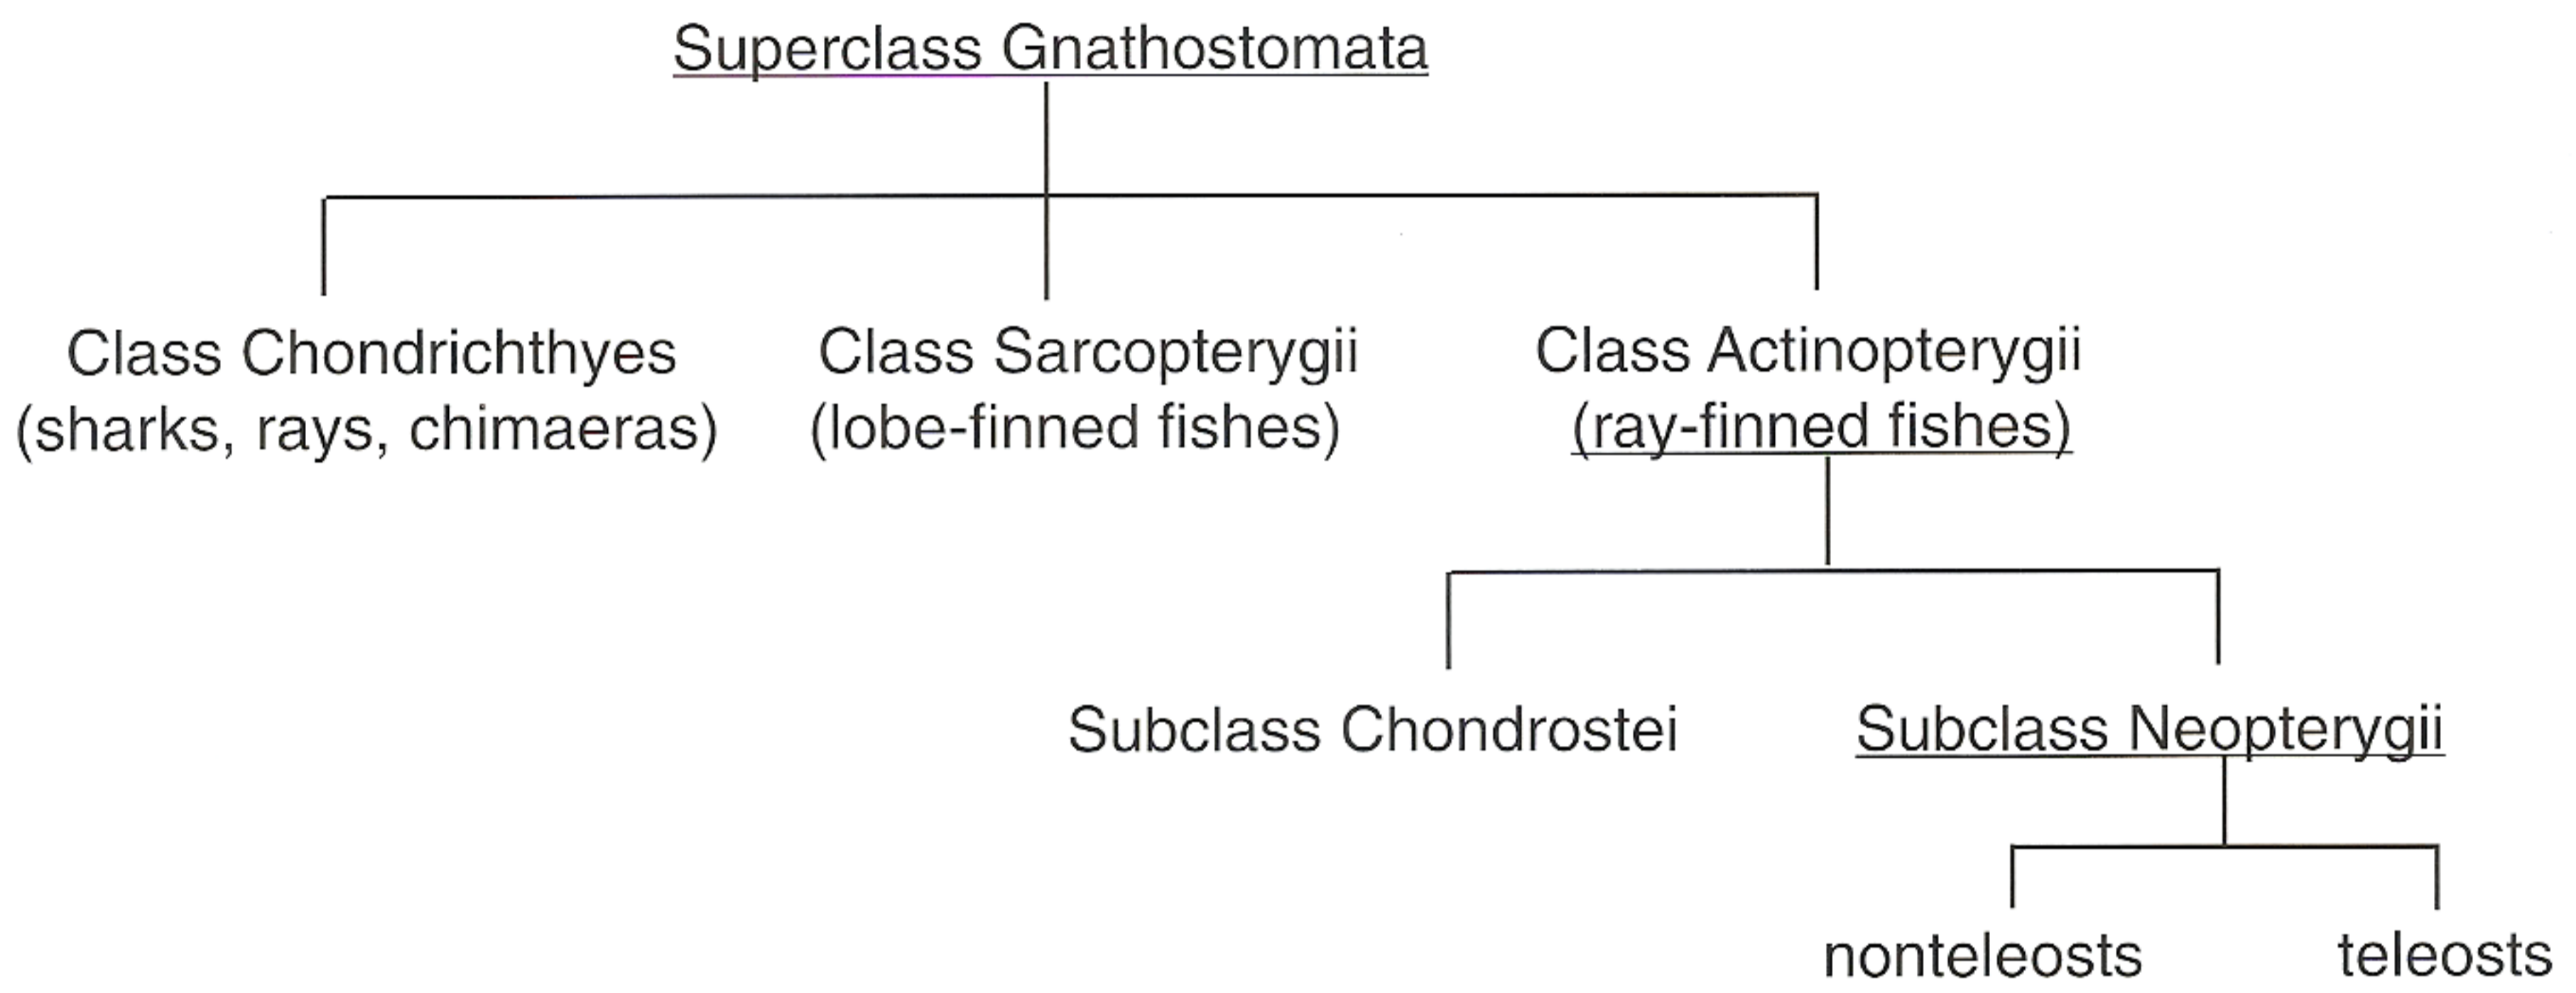 Superclass Gnathostomata
Class Chondrichthyes
(sharks, rays, chimaeras)
Class Sarcopterygii
(lobe-finned fishes)
Class Actinopterygii
(ray-finned fishes)
Subclass Chondrostei
Subclass Neopterygii
nonteleosts
teleosts